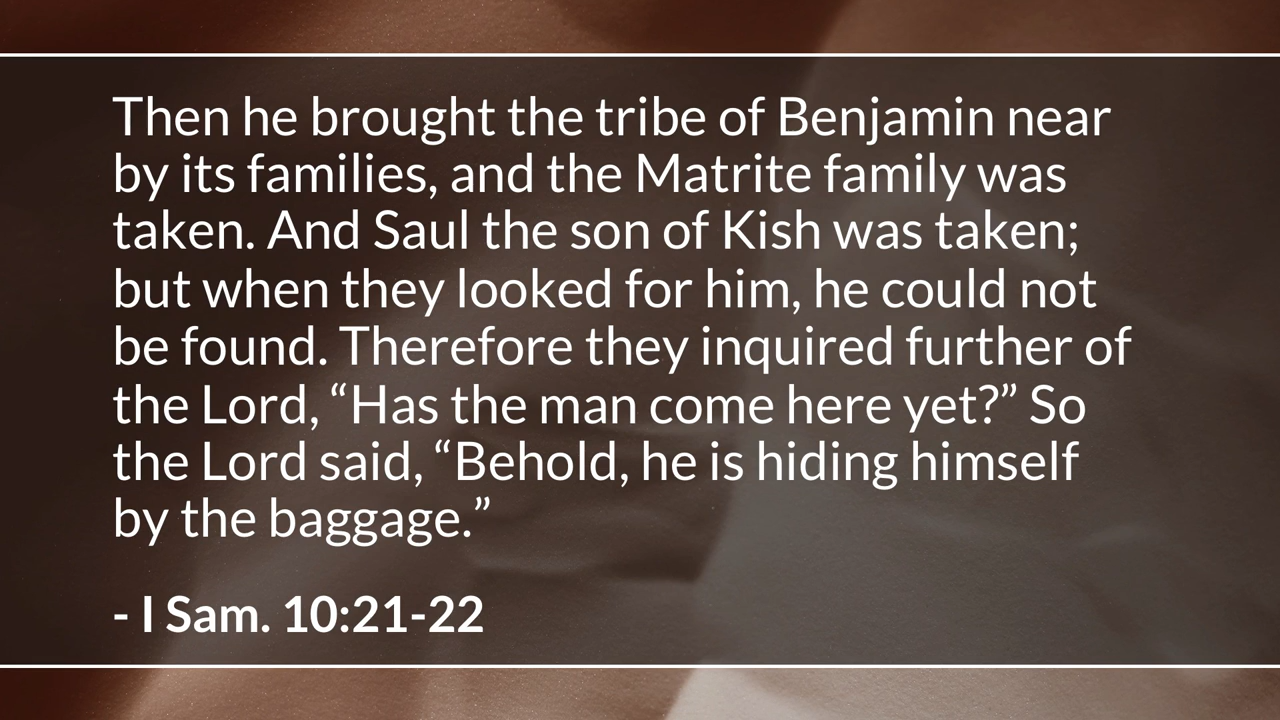 Then he brought the tribe of Benjamin near
by its families, and the Matrite family was
taken. And Saul the son of Kish was taken;
but when they looked for him, he could not
be found. Therefore they inquired further of
the Lord, “Has the man come here yet?” So
the Lord said, “Behold, he is hiding himself
by the baggage.”
- I Sam. 10:21-22